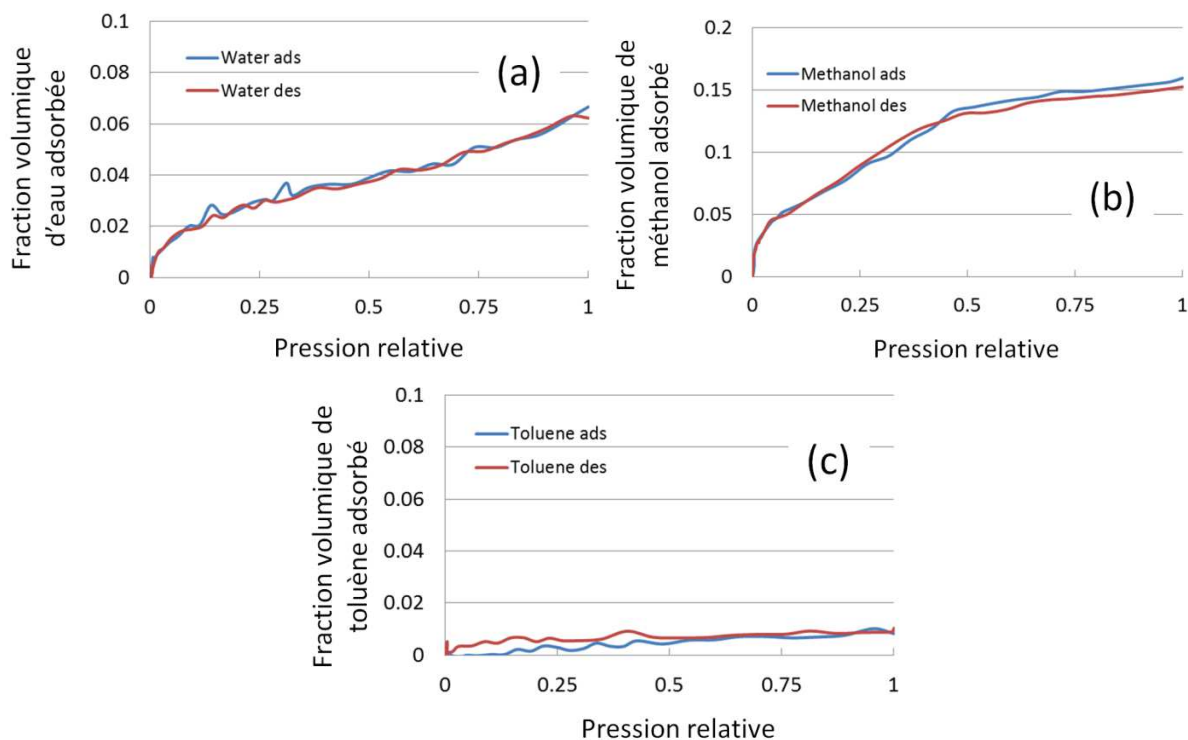 0.1
0.08
0.06
0.04
0.02
0
Fraction volumique
d'eau adsorbée
Water ads
Water des
(a)
0
0.25
0.5
0.75
1
Pression relative
0.2
0.15
0.1
0.05
0
Fraction volumique de
méthanol adsorbé
Methanol ads
Methanol des
(b)
0
0.25
0.5
0.75
1
Pression relative
0.1
0.08
0.06
0.04
0.02
0
Fraction volumique de
toluène adsorbé
Toluene ads
Toluene des
(c)
0
0.25
0.5
0.75
1
Pression relative